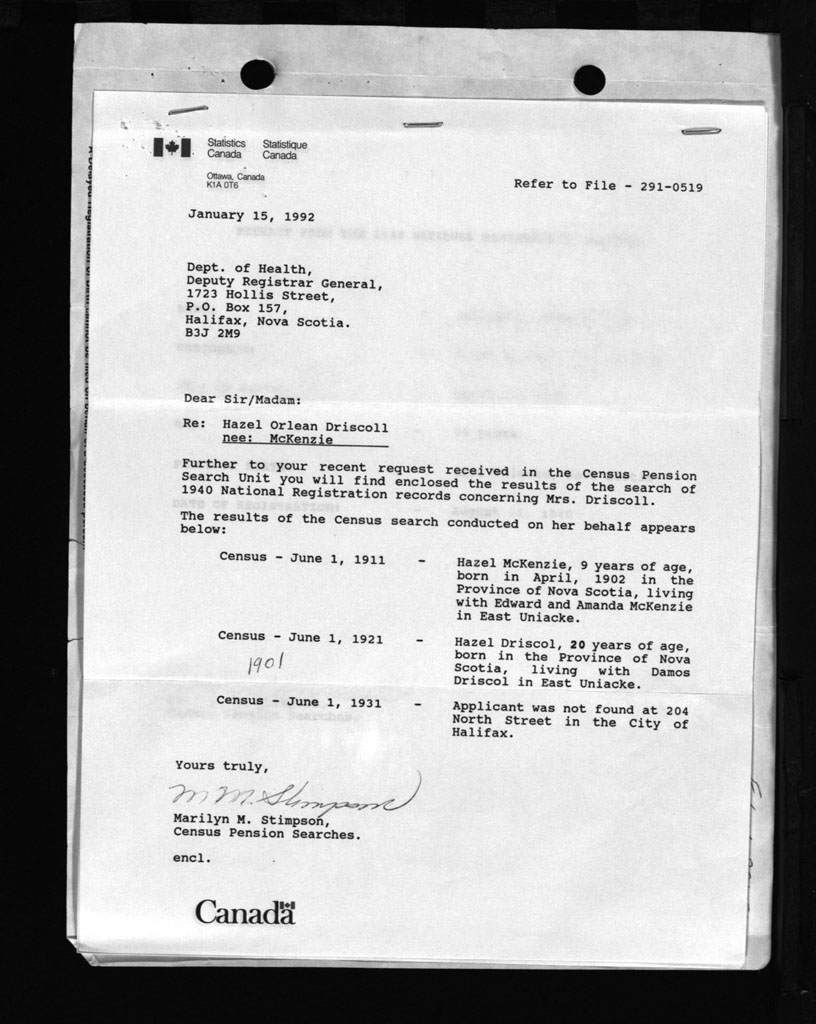 Statistics Statistique
Canada Canada
Ottawa, Canada
K1A 0T6
Refer to File - 291-0519
January 15, 1992
Dept. of Health,
Deputy Registrar General,
1723 Hollis Street,
P.O. Box 157,
Halifax, Nova Scotia.
B3J 2M9
Dear Sir/Madam:
Re: Hazel Orlean Driscoll
nee: McKenzie
Further to your recent request received in the Census Pension
Search Unit you will find enclosed the results of the search of
1940 National Registration records concerning Mrs. Driscoll.
The results of the Census search conducted on her behalf appears
below:
Census - June 1, 1911 - Hazel McKenzie, 9 years of age,
born in April, 1902 in the
Province of Nova Scotia, living
with Edward and Amanda McKenzie
in East Uniacke.
Census - June 1, 1921 - Hazel Driscol, 20 years of age,
born in the Province of Nova
1901
Scotia, living with Damos
Driscol in East Uniacke.
Census - June 1, 1931 - Applicant was not found at 204
North Street in the City of
Halifax.
Yours truly,
M. M. Stimpson
Marilyn M. Stimpson,
Census Pension Searches.
encl.
Canada